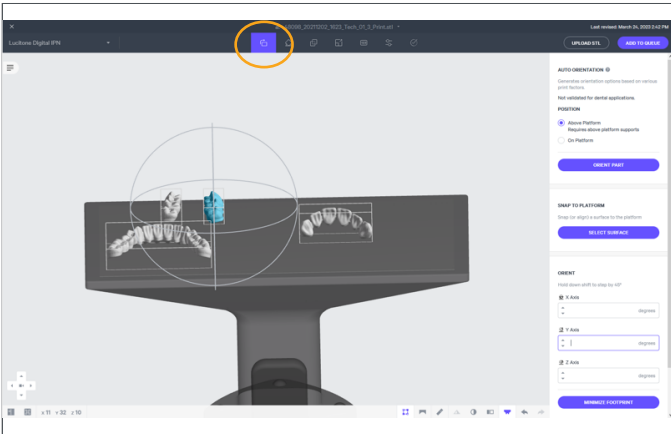 Last revised: March 24, 2023 2:42 PM
Lucitone Digital IPN
UPLOAD STL
ADD TO QUEUE
AUTO ORIENTATION
Generates orientation options based on various
print factors.
Not validated for dental applications
POSITION
Above Platform
Requires above platform supports
On Platform
ORIENT PART
SNAP TO PLATFORM
Snap (or align) a surface to the platform
SELECT SURFACE
ORIENT
Hold down shift to step by 45°
X Axis
degrees
Y Axis
degrees
Z Axis
degrees
MINIMIZE FOOTPRINT
X 11 Y 32 Z 10